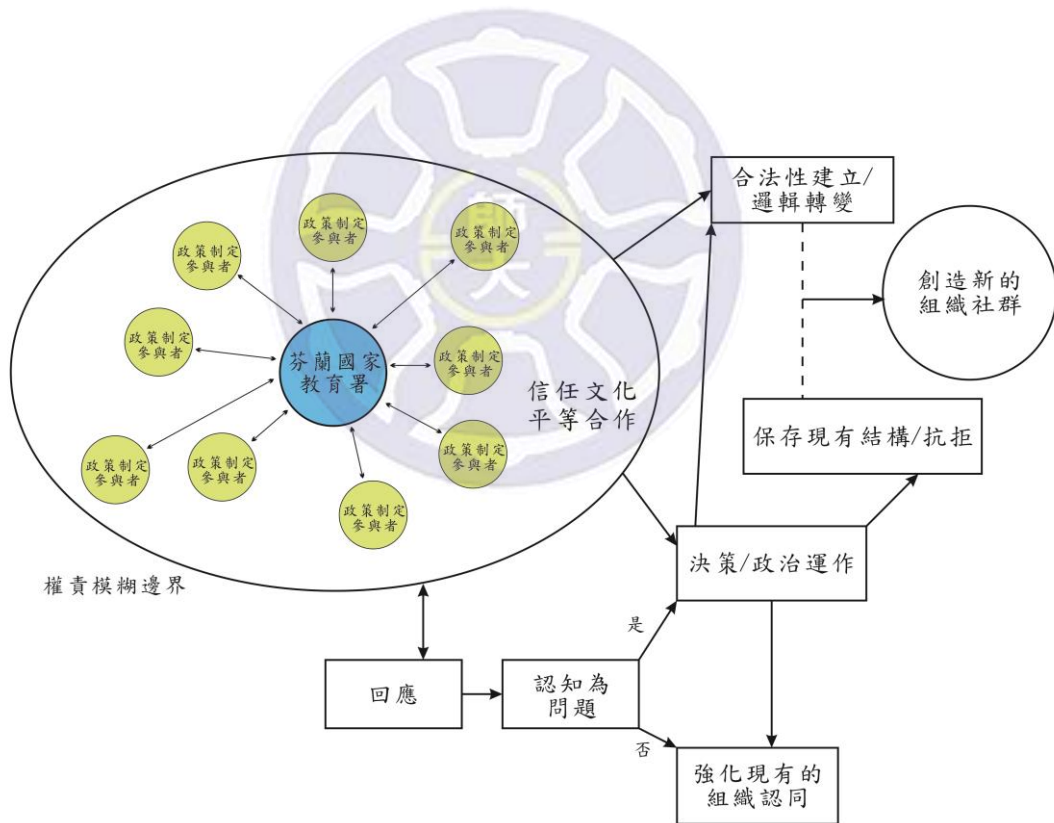 師
大
合法性建立/
邏輯轉變
政策制定
參與者
政策制定
參與者
政策制定
參與者
創造新的
組織社群
政策制定
參與者
芬蘭國家
教育署
政策制定
參與者
信任文化
平等合作
保存現有結構/抗拒
政策制定
參與者
政策制定
參與者
政策制定
參與者
政策制定
參與者
決策/政治運作
權責模糊邊界
是
回應
認知為
問題
否
強化現有的
組織認同